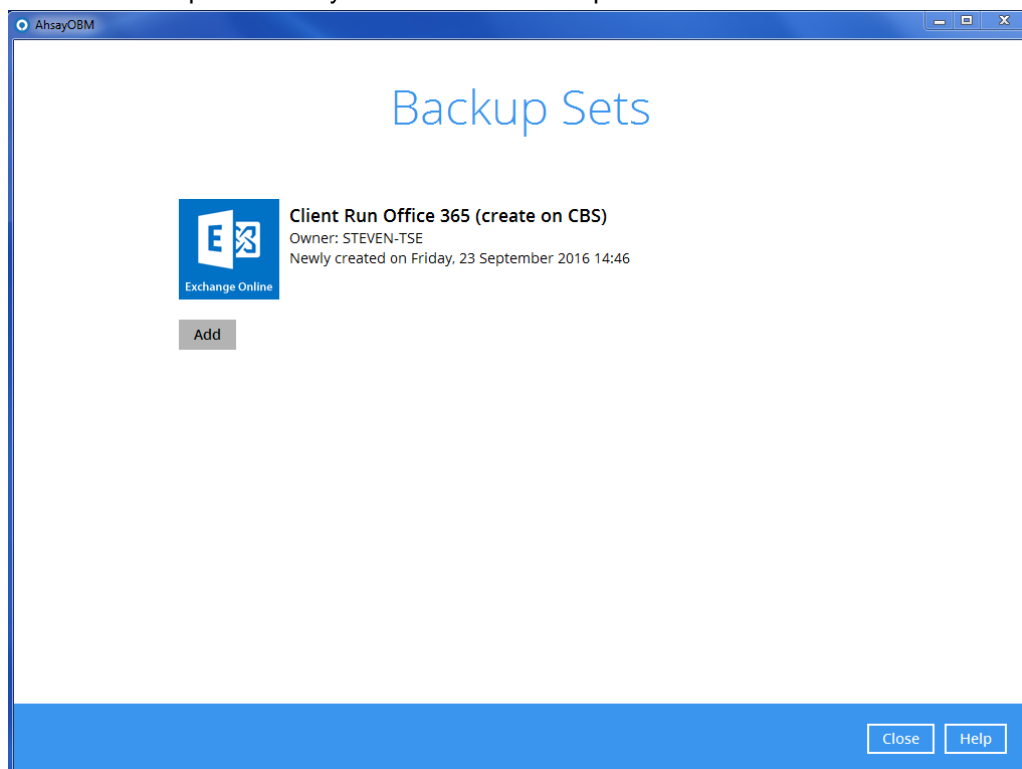 AhsayOBM
Backup Sets
E
Exchange Online
Client Run Office 365 (create on CBS)
Owner: STEVEN-TSE
Newly created on Friday, 23 September 2016 14:46
Add
Close
Help